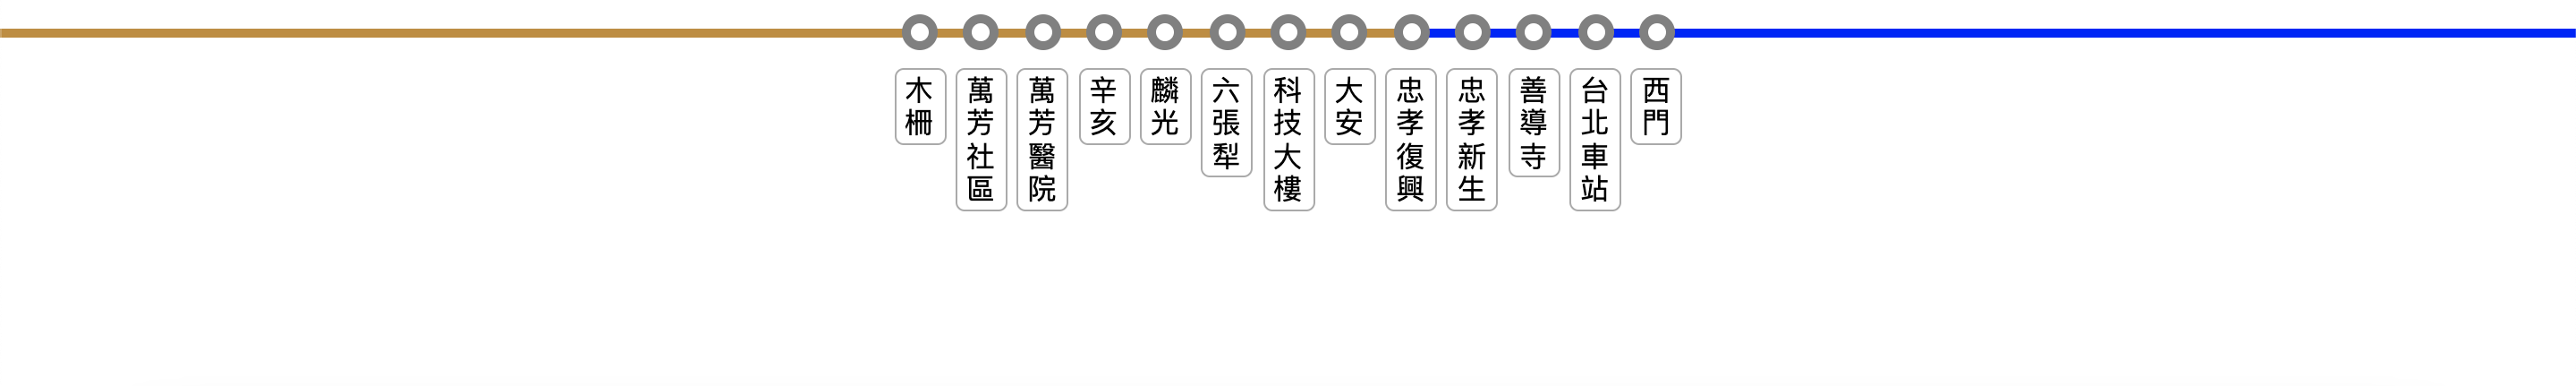 木柵
萬芳社區
萬芳醫院
辛亥
麟光
六張犁
科技大樓
大安
忠孝復興
忠孝新生
善導寺
台北車站
西門